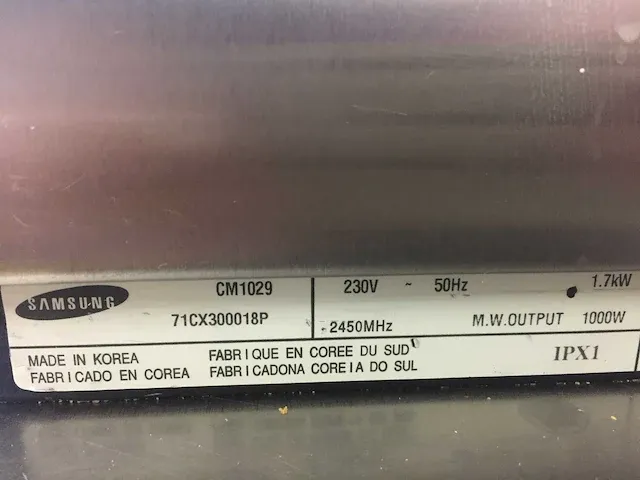 SAMSUNG
CM1029 230V ~ 50Hz 1.7kW
71CX300018P 2450MHz M.W.OUTPUT 1000W
MADE IN KOREA FABRIQUE EN COREE DU SUD IPX1
FABRICADO EN COREA FABRICADONA COREIA DO SUL